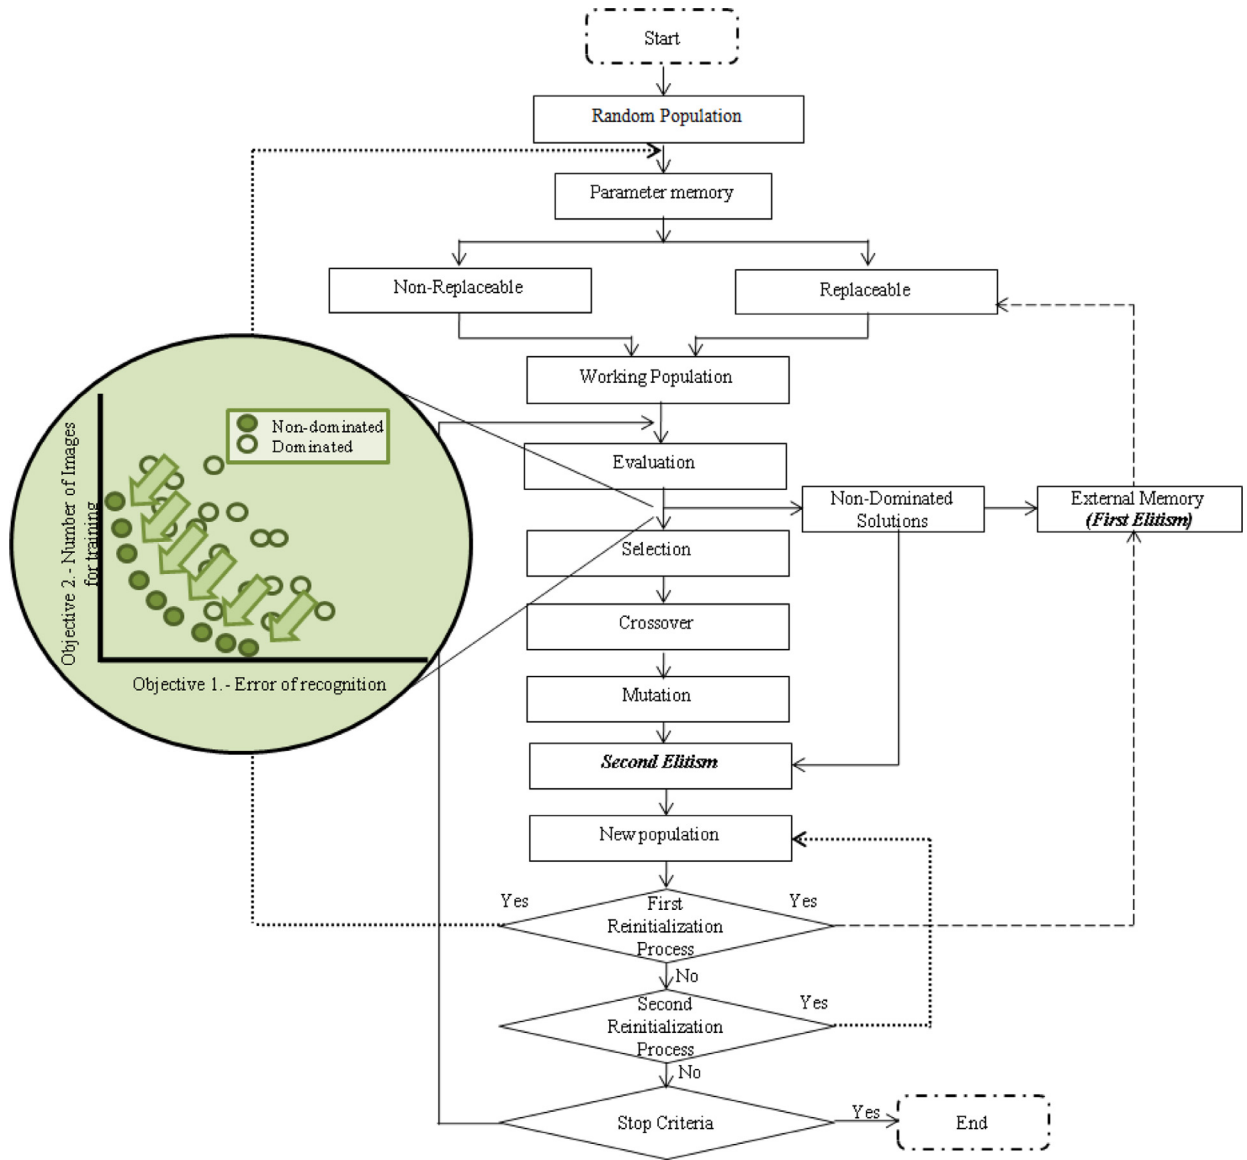 Start
Random Population
Parameter memory
Non-Replaceable
Replaceable
Working Population
Non-dominated
Dominated
Objective 2.- Number of Images
for training
Objective 1.- Error of recognition
Evaluation
Non-Dominated
Solutions
External Memory
(First Elitism)
Selection
Crossover
Mutation
Second Elitism
New population
Yes
First
Reinitialization
Process
Yes
No
Second
Reinitialization
Process
Yes
No
Stop Criteria
Yes
End